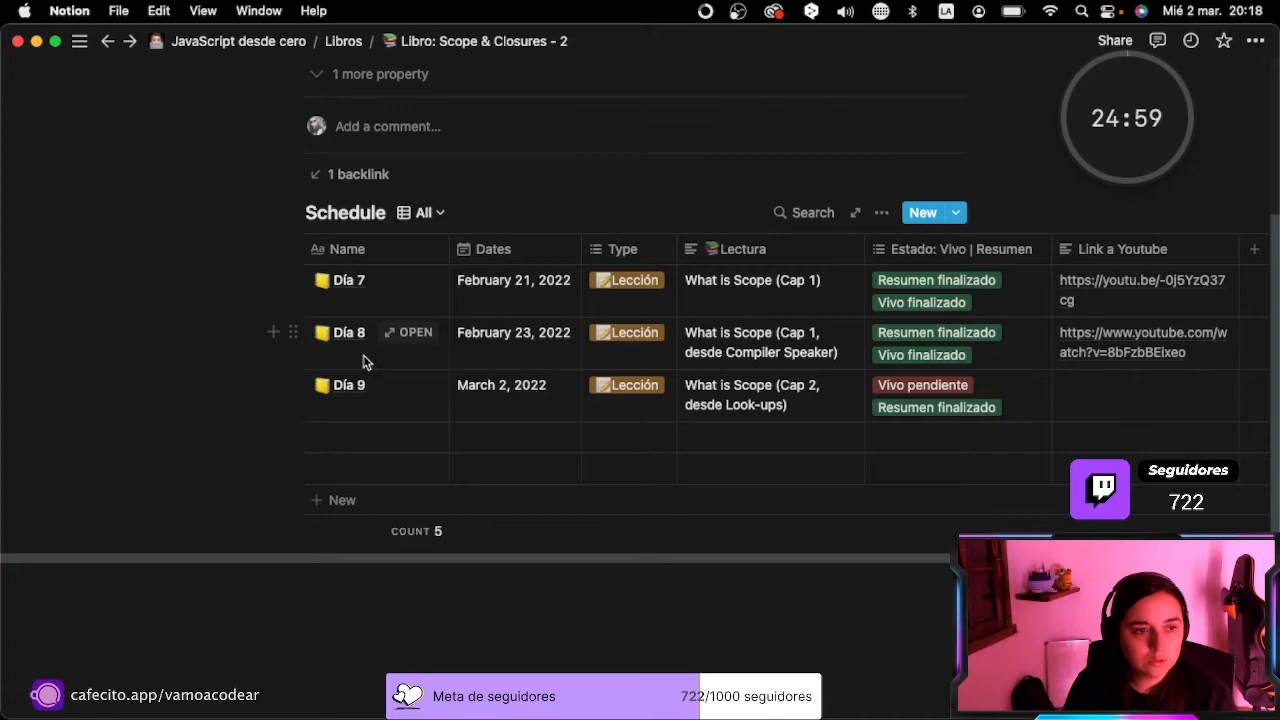 Notion File Edit View Window Help LA Mié 2 mar. 20:18
JavaScript desde cero / Libros / Libro: Scope & Closures - 2 Share
1 more property
24:59
Add a comment...
1 backlink
Schedule All Search New
Aa Name Dates Type Lectura Estado: Vivo | Resumen Link a Youtube
Día 7 February 21, 2022 Lección What is Scope (Cap 1) Resumen finalizado https://youtu.be/-0j5YzQ37
Vivo finalizado cg
Día 8 OPEN February 23, 2022 Lección What is Scope (Cap 1, Resumen finalizado https://www.youtube.com/w
desde Compiler Speaker) Vivo finalizado atch?v=8bFzbBEixeo
Día 9 March 2, 2022 Lección What is Scope (Cap 2, Vivo pendiente
desde Look-ups) Resumen finalizado
New
Seguidores
722
COUNT 5
cafecito.app/vamoacodear
Meta de seguidores 722/1000 seguidores